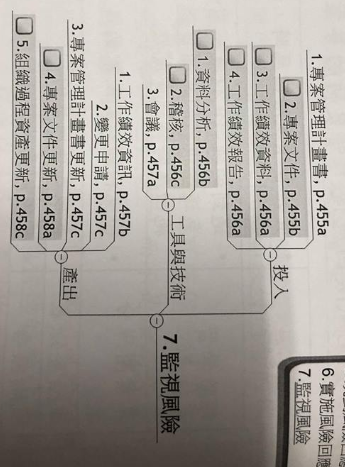 1.專案管理計畫書, p.455a
2.專案文件, p.455b
3.工作績效資料, p.456a
4.工作績效報告, p.456a
投入
1.資料分析, p.456b
2.稽核, p.456c
3.會議, p.457a
工具與技術
1.工作績效資訊, p.457b
2.變更申請, p.457c
3.專案管理計畫書更新, p.457c
4.專案文件更新, p.458a
5.組織過程資產更新, p.458c
產出
7.監視風險
6.實施風險回應
7.監視風險